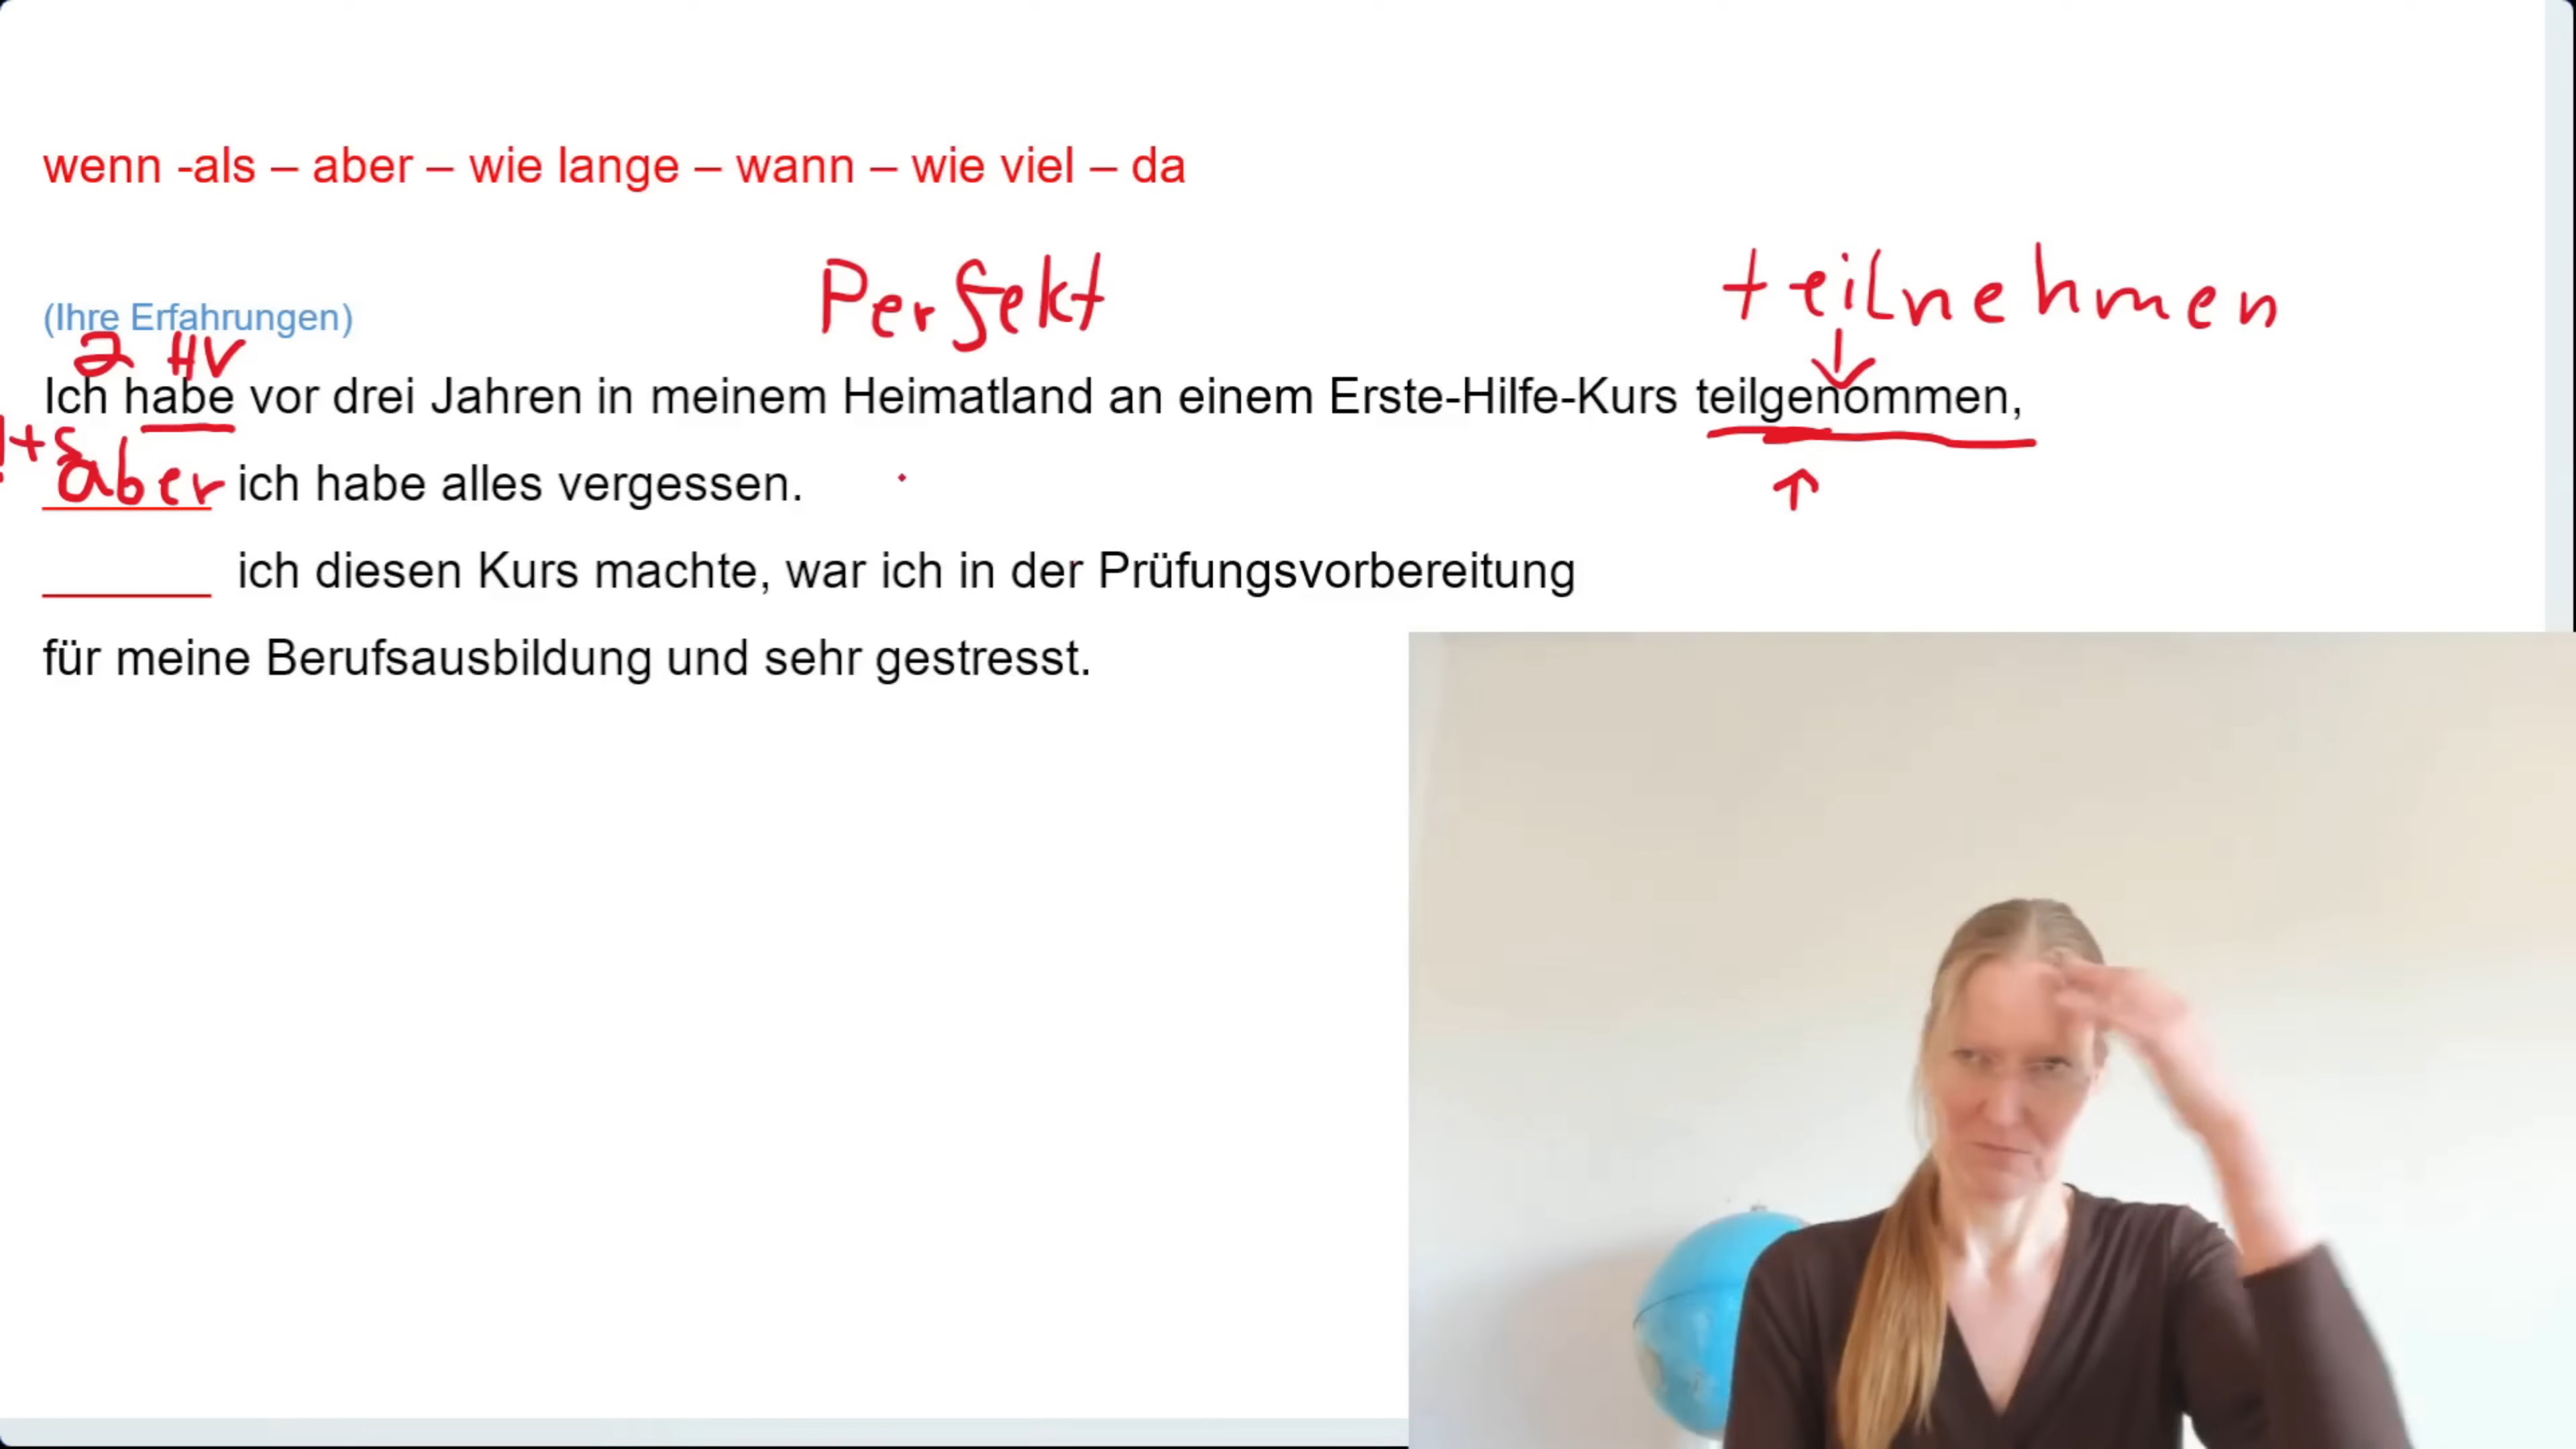 wenn -als – aber – wie lange – wann – wie viel – da
Perfekt
teilnehmen
(Ihre Erfahrungen)
2 HV
Ich habe vor drei Jahren in meinem Heimatland an einem Erste-Hilfe-Kurs teilgenommen,
aber ich habe alles vergessen.
ich diesen Kurs machte, war ich in der Prüfungsvorbereitung
für meine Berufsausbildung und sehr gestresst.